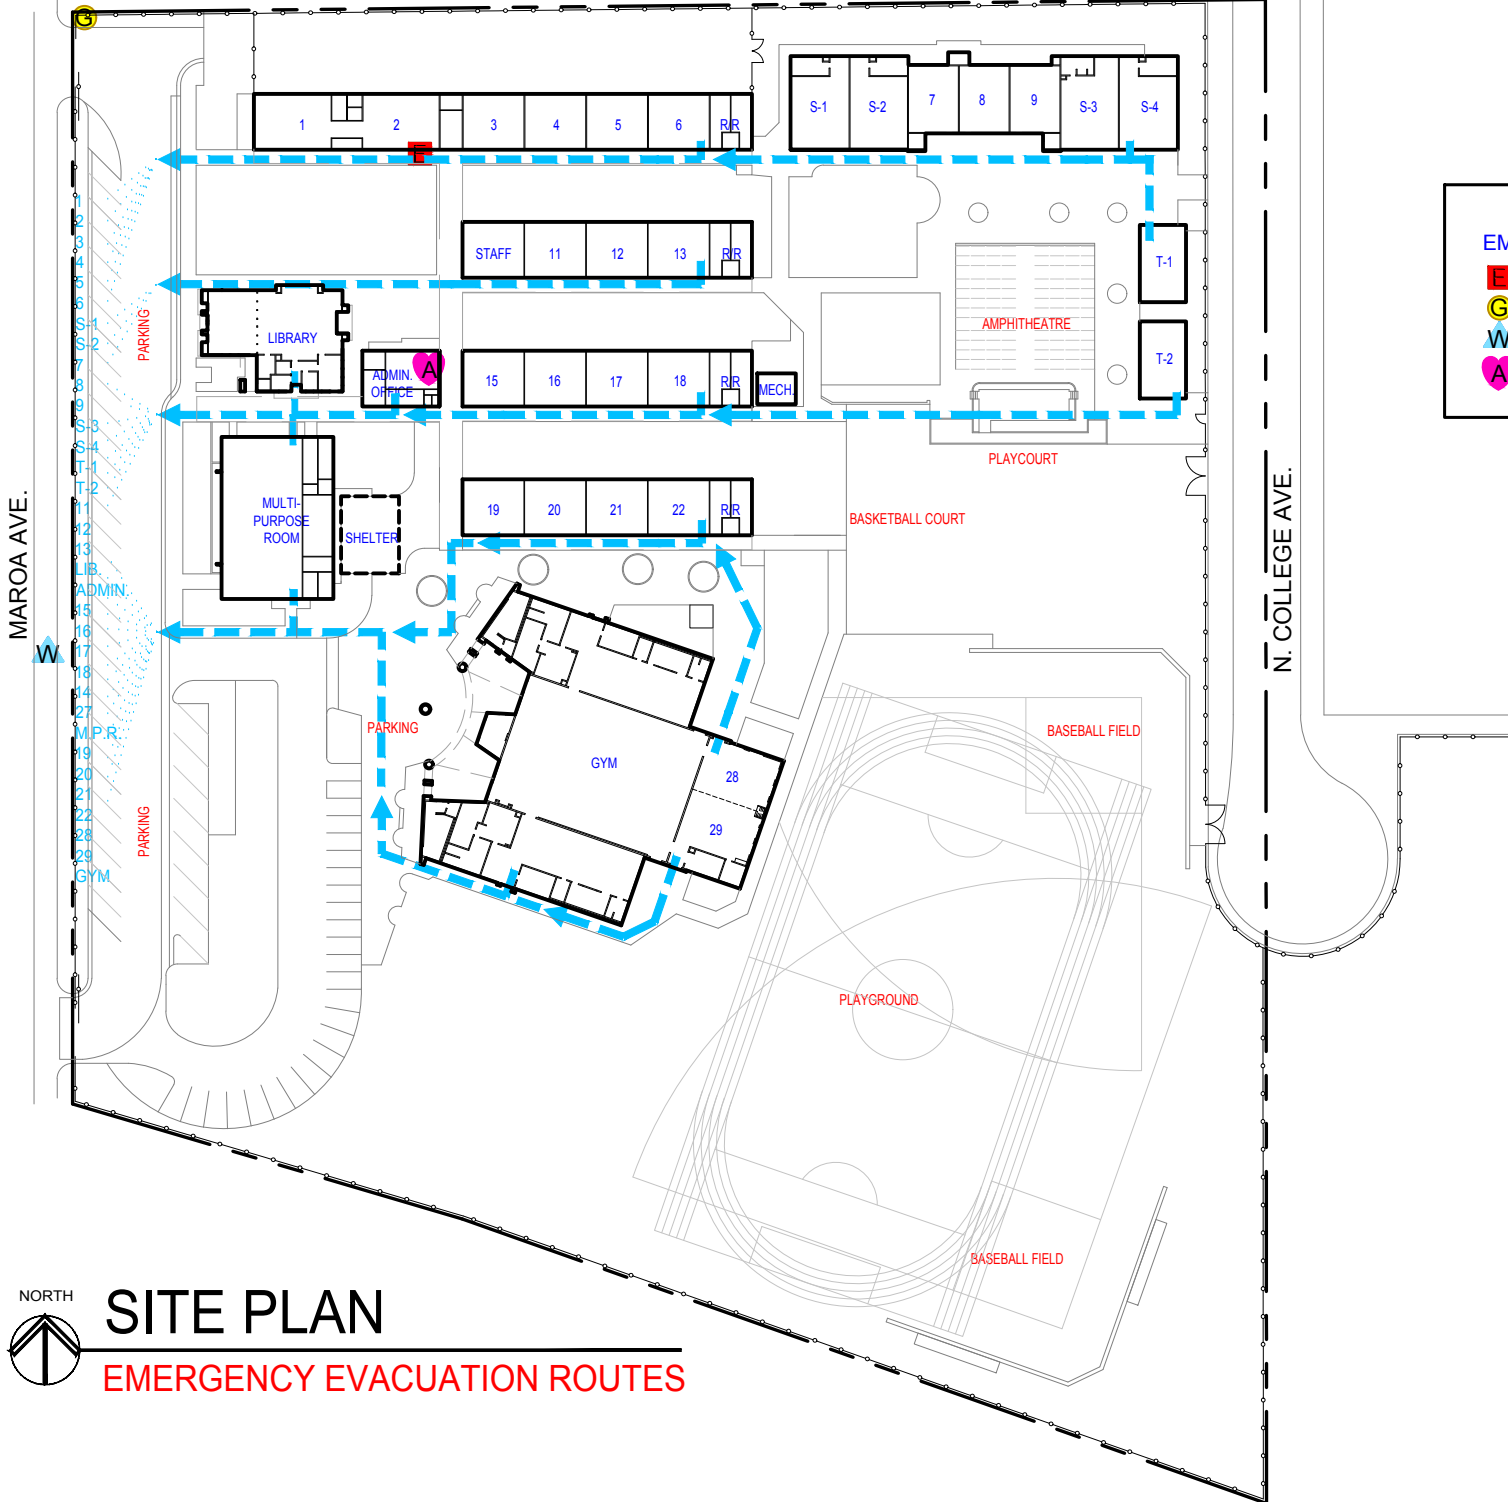 G
1
2
3
4
5
6
R/R
S-1
S-2
7
8
9
S-3
S-4
E
STAFF
11
12
13
R/R
T-1
EM
E
G
W
A
LIBRARY
AMPHITHEATRE
PARKING
T-2
ADMIN.
OFFICE
A
15
16
17
18
R/R
MECH.
PLAYCOURT
MULTI-
PURPOSE
ROOM
SHELTER
19
20
21
22
R/R
BASKETBALL COURT
MAROA AVE.
N. COLLEGE AVE.
1
2
3
4
5
6
S-1
S-2
7
8
9
S-3
S-4
T-1
T-2
11
12
13
LIB.
ADMIN.
15
16
17
18
14
27
M.P.R.
19
20
21
22
28
29
GYM
W
PARKING
PARKING
GYM
28
29
BASEBALL FIELD
PLAYGROUND
BASEBALL FIELD
NORTH
SITE PLAN
EMERGENCY EVACUATION ROUTES